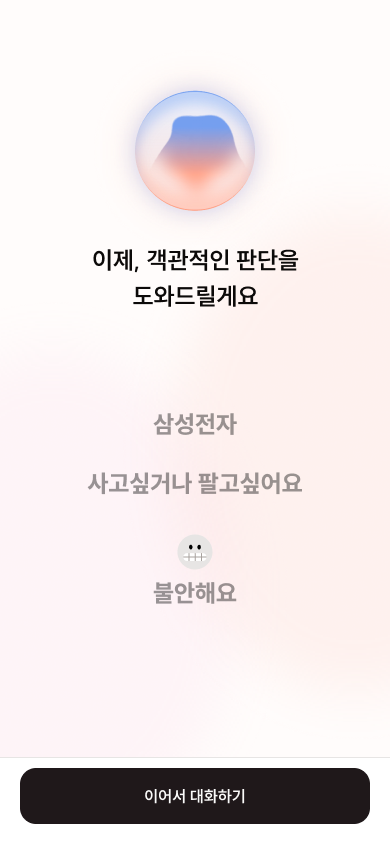 이제, 객관적인 판단을
도와드릴게요
삼성전자
사고싶거나 팔고싶어요
불안해요
이어서 대화하기